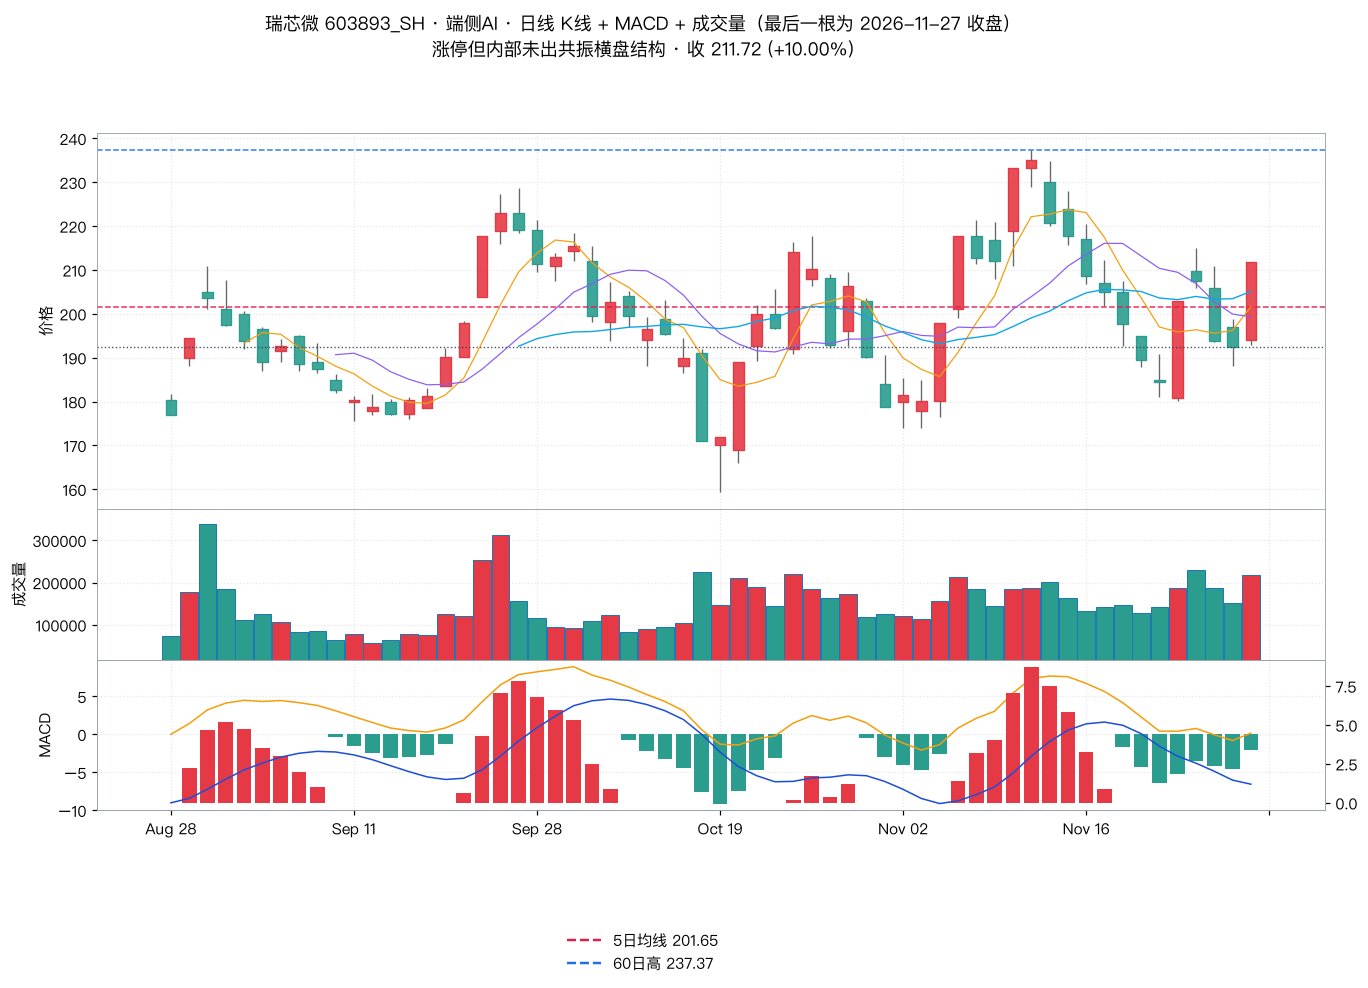 瑞芯微 603893_SH · 端侧AI · 日线 K线 + MACD + 成交量（最后一根为 2026−11−27 收盘）
涨停但内部未出共振横盘结构 · 收 211.72 (+10.00%)
240
230
220
210
200
190
180
170
160
价格
300000
200000
100000
成交量
5
0
−5
−10
MACD
7.5
5.0
2.5
0.0
Aug 28
Sep 11
Sep 28
Oct 19
Nov 02
Nov 16
5日均线 201.65
60日高 237.37